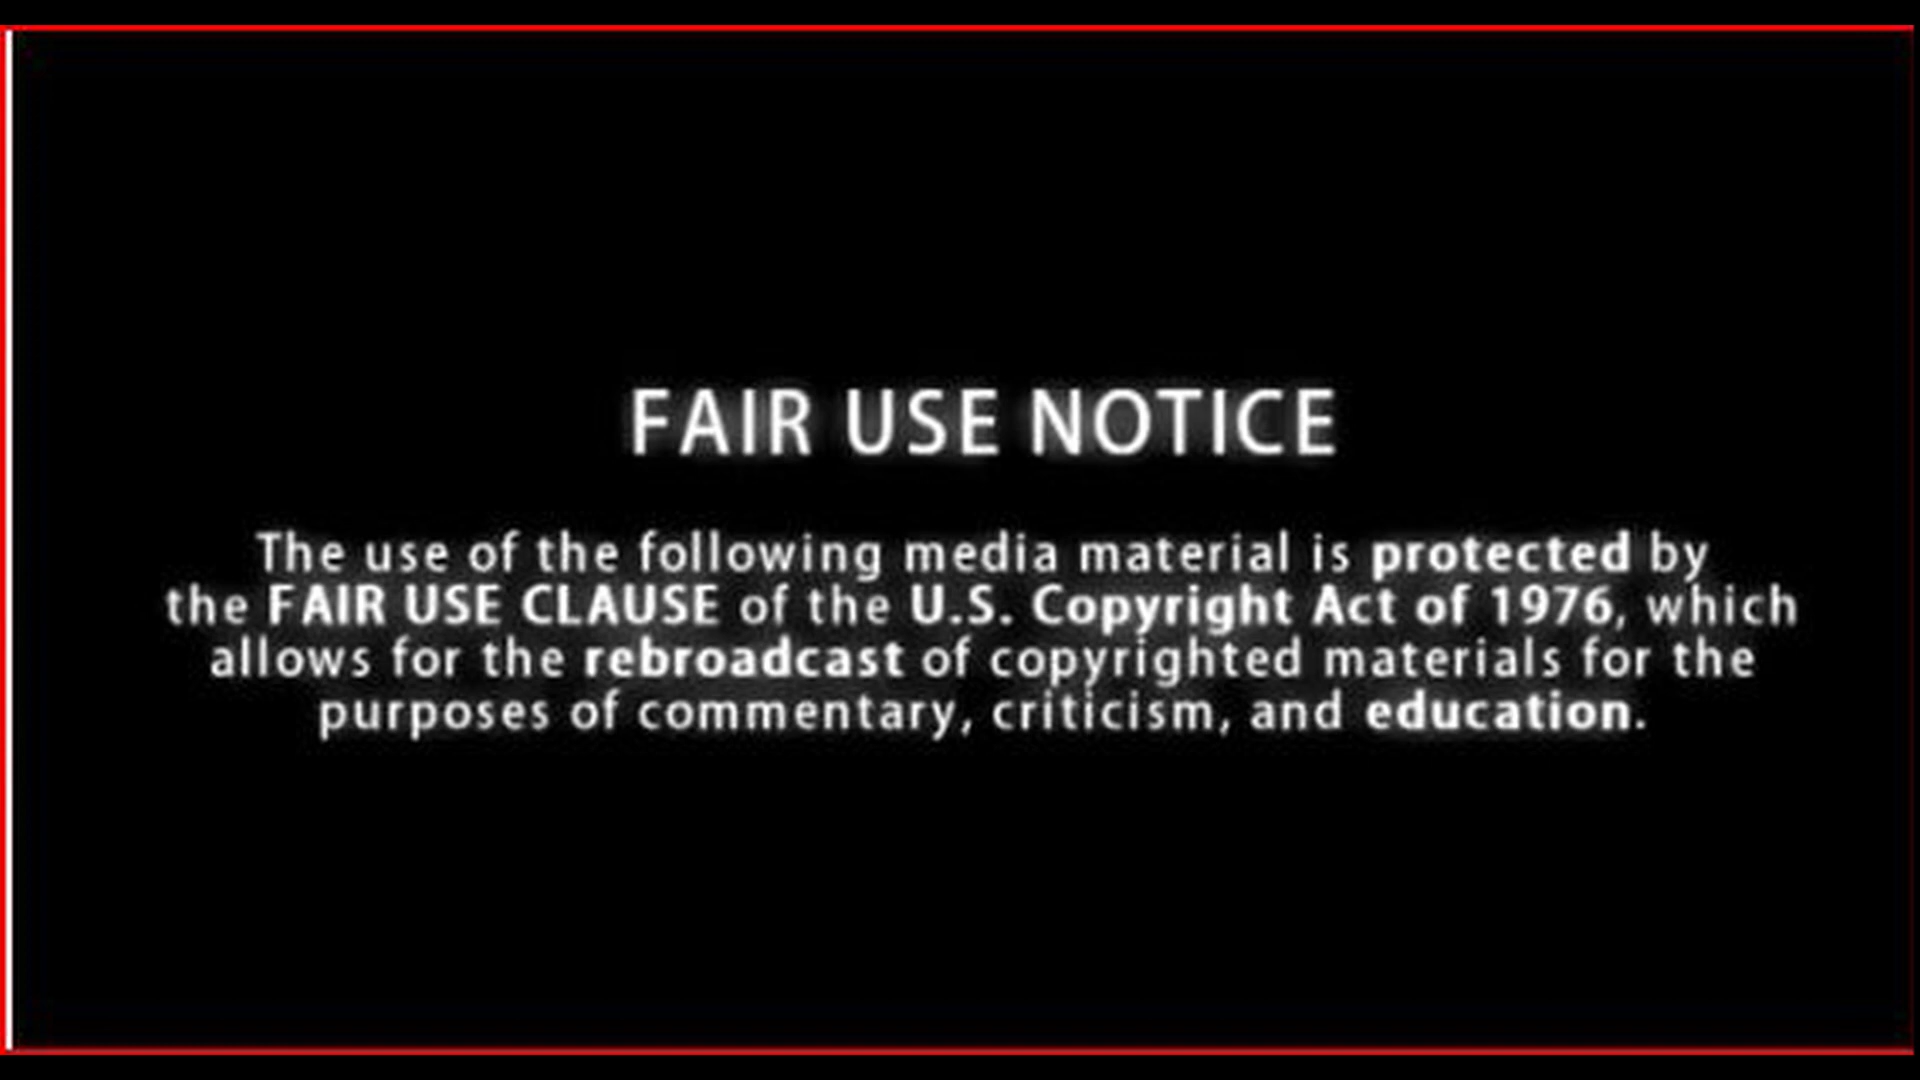 FAIR USE NOTICE
The use of the following media material is protected by
the FAIR USE CLAUSE of the U.S. Copyright Act of 1976, which
allows for the rebroadcast of copyrighted materials for the
purposes of commentary, criticism, and education.